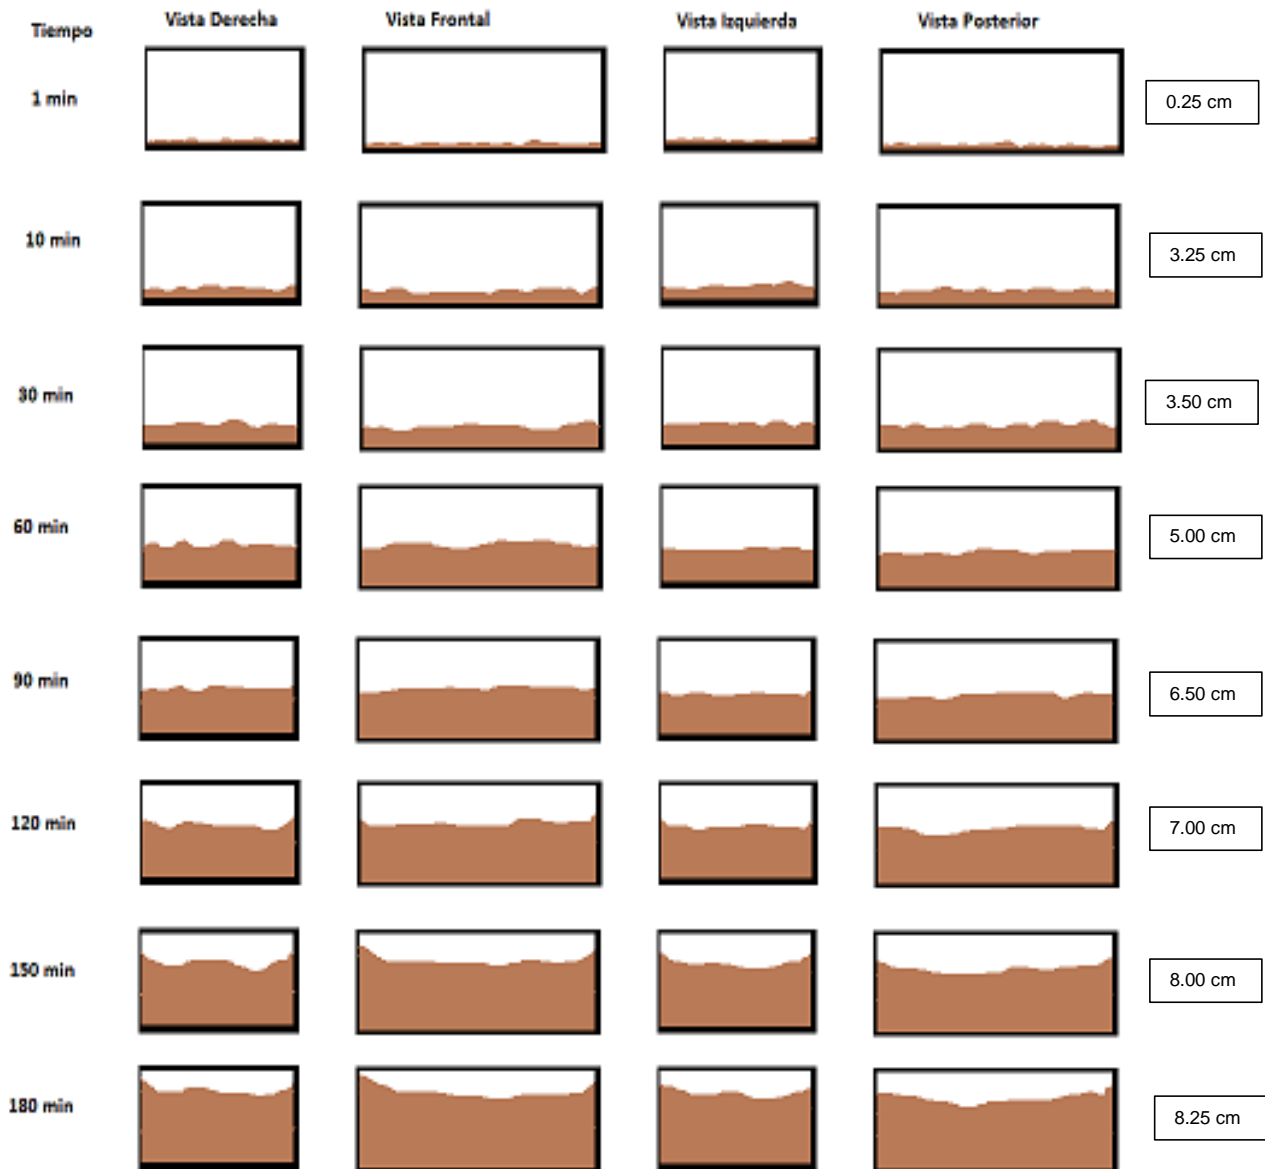 Tiempo Vista Derecha Vista Frontal Vista Izquierda Vista Posterior
1 min 0.25 cm
10 min 3.25 cm
30 min 3.50 cm
60 min 5.00 cm
90 min 6.50 cm
120 min 7.00 cm
150 min 8.00 cm
180 min 8.25 cm